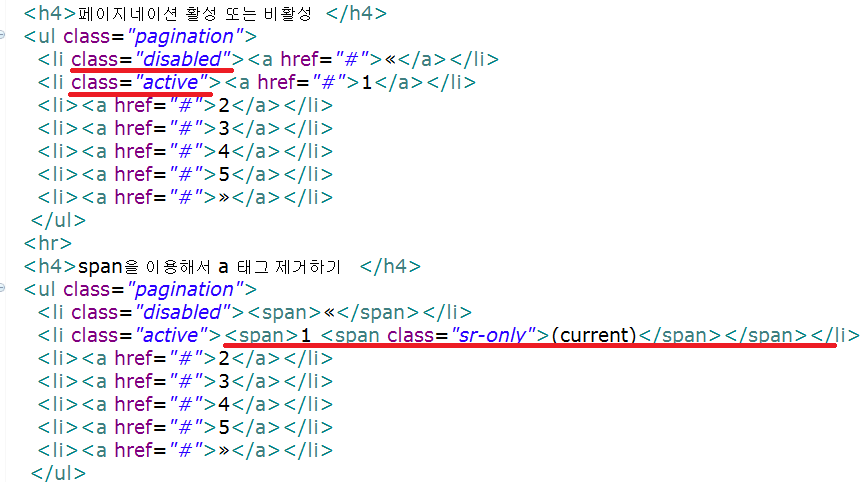 <h4>페이지네이션 활성 또는 비활성 </h4>
<ul class="pagination">
<li class="disabled"><a href="#">«</a></li>
<li class="active"><a href="#">1</a></li>
<li><a href="#">2</a></li>
<li><a href="#">3</a></li>
<li><a href="#">4</a></li>
<li><a href="#">5</a></li>
<li><a href="#">»</a></li>
</ul>
<hr>
<h4>span을 이용해서 a 태그 제거하기 </h4>
<ul class="pagination">
<li class="disabled"><span>«</span></li>
<li class="active"><span>1 <span class="sr-only">(current)</span></span></li>
<li><a href="#">2</a></li>
<li><a href="#">3</a></li>
<li><a href="#">4</a></li>
<li><a href="#">5</a></li>
<li><a href="#">»</a></li>
</ul>